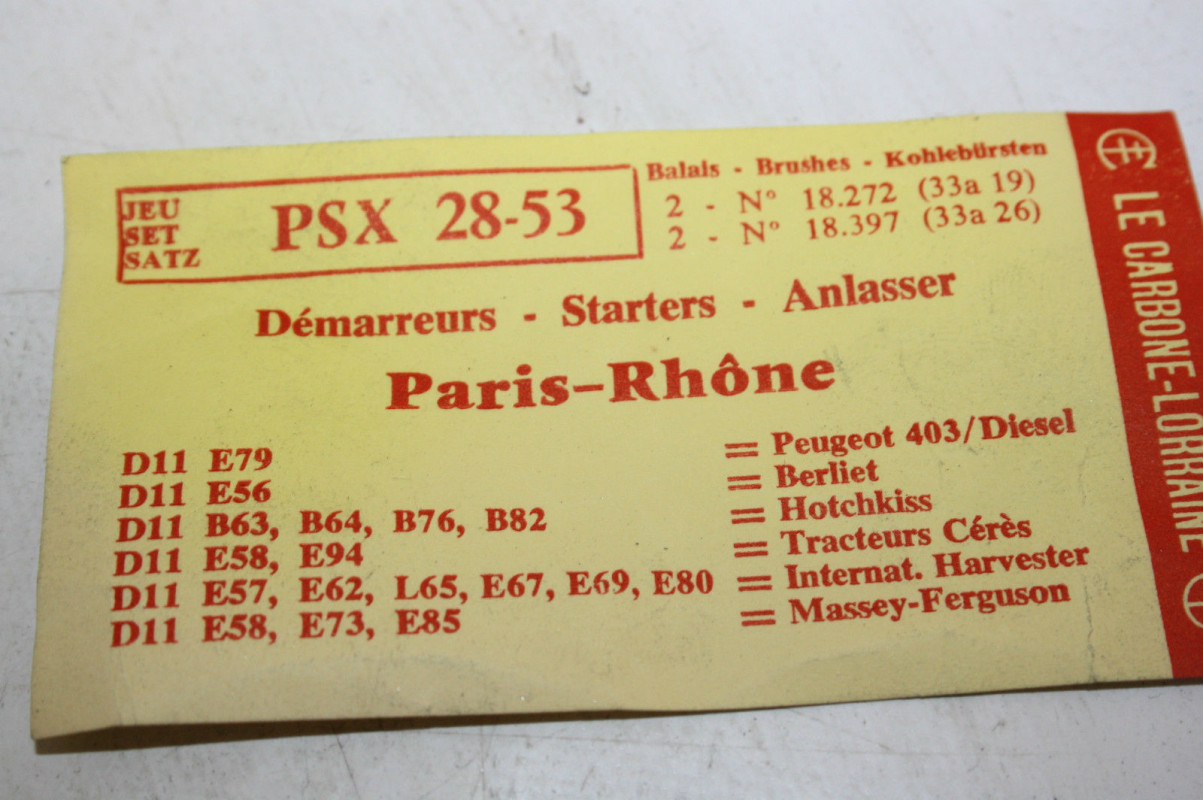 JEU
SET
SATZ
PSX 28-53
Balais - Brushes - Kohlebürsten
2 - Nº 18.272 (33a 19)
2 - Nº 18.397 (33a 26)
Démarreurs - Starters - Anlasser
Paris-Rhône
D11 E79 = Peugeot 403/Diesel
D11 E56 = Berliet
D11 B63, B64, B76, B82 = Hotchkiss
D11 E58, E94 = Tracteurs Cérès
D11 E57, E62, L65, E67, E69, E80 = Internat. Harvester
D11 E58, E73, E85 = Massey-Ferguson
LE CARBONE-LORRAINE